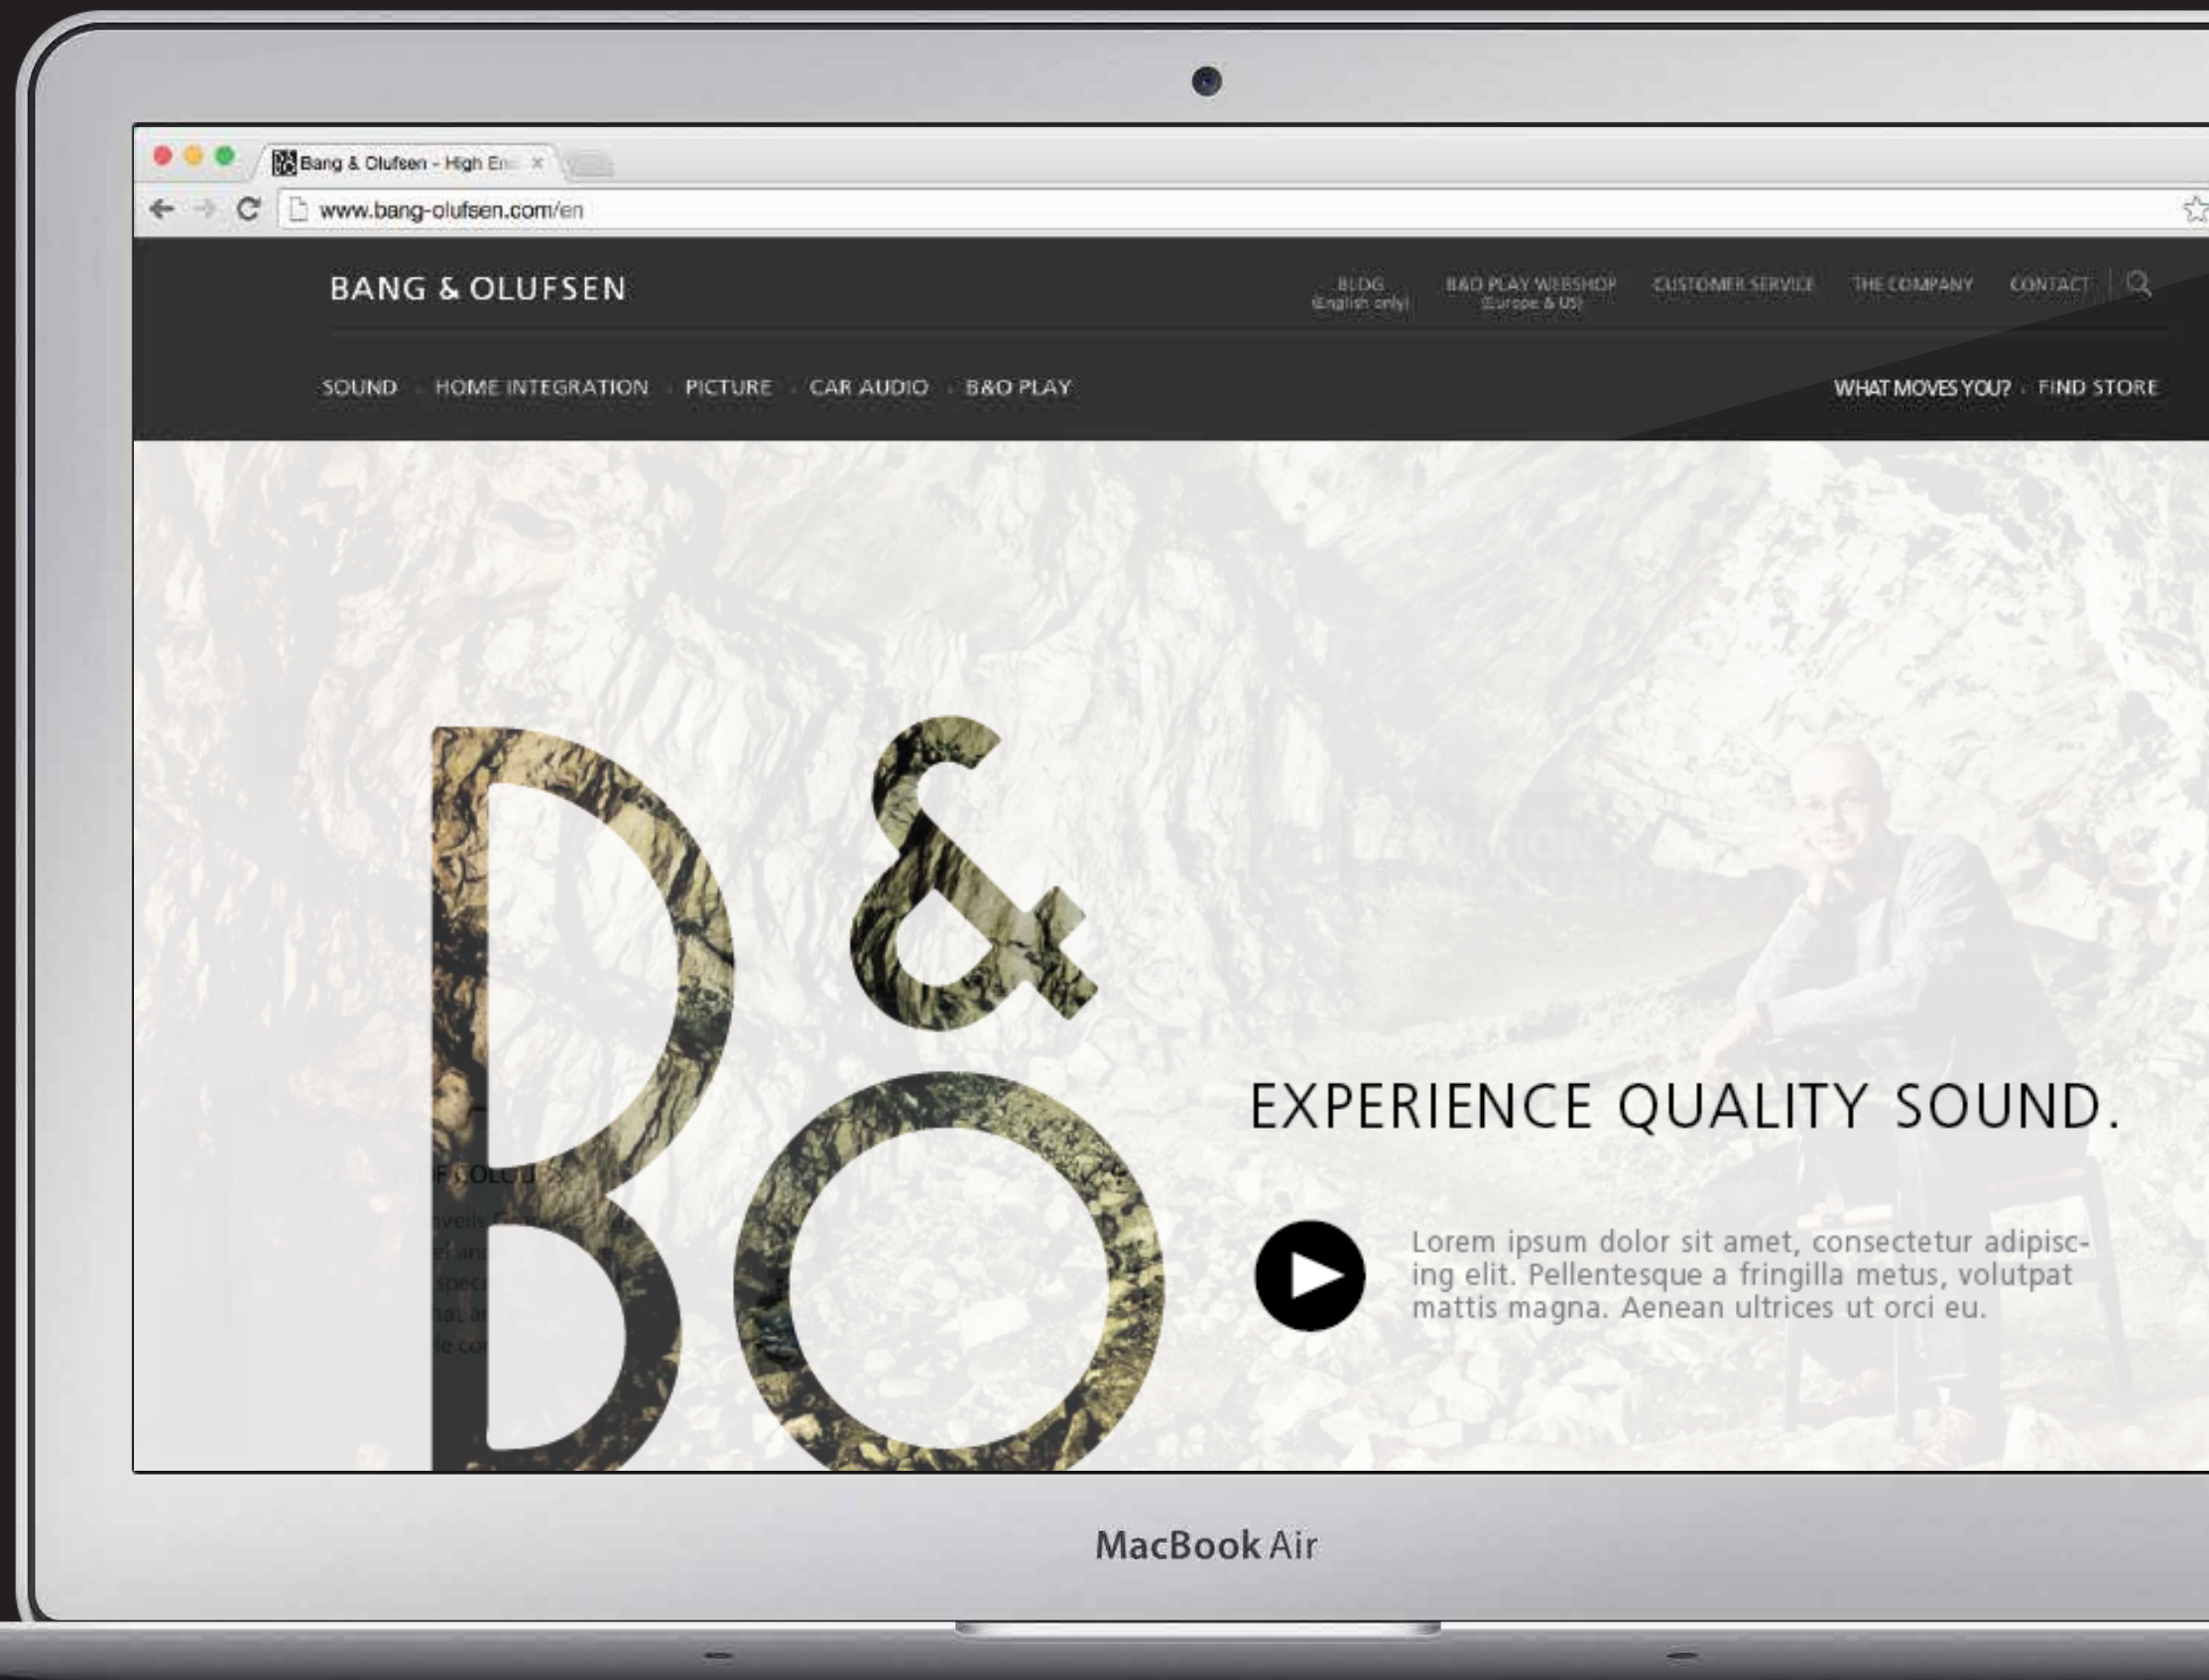 Bang & Olufsen - High En
www.bang-olufsen.com/en
BANG & OLUFSEN
BLOG
(English only)
B&O PLAY WEBSHOP
(Europe & US)
CUSTOMER SERVICE
THE COMPANY
CONTACT
SOUND
HOME INTEGRATION
PICTURE
CAR AUDIO
B&O PLAY
WHAT MOVES YOU?
FIND STORE
B&
O
EXPERIENCE QUALITY SOUND.
Lorem ipsum dolor sit amet, consectetur adipisc-
ing elit. Pellentesque a fringilla metus, volutpat
mattis magna. Aenean ultrices ut orci eu.
OF COLOU
MacBook Air